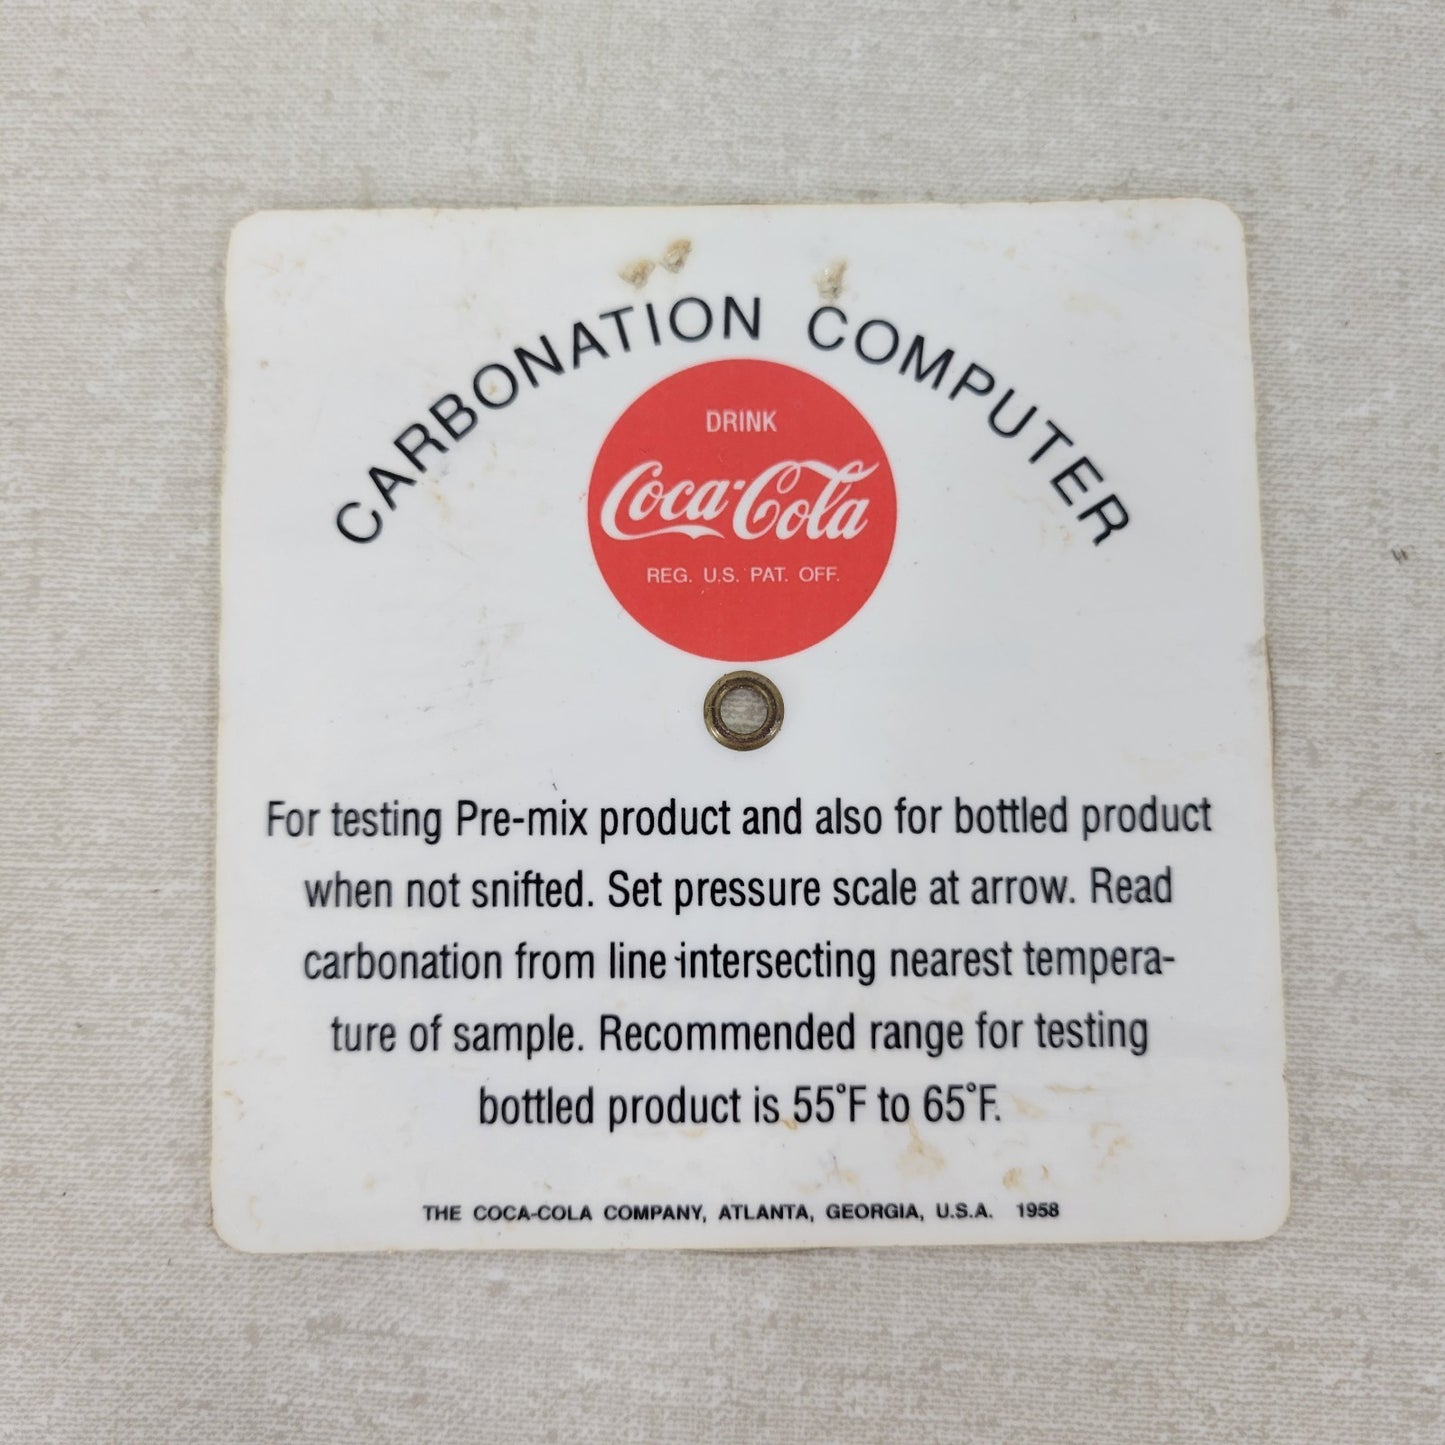 CARBONATION COMPUTER
DRINK
Coca-Cola
REG. U.S. PAT. OFF.
For testing Pre-mix product and also for bottled product
when not snifted. Set pressure scale at arrow. Read
carbonation from line intersecting nearest tempera-
ture of sample. Recommended range for testing
bottled product is 55°F to 65°F.
THE COCA-COLA COMPANY, ATLANTA, GEORGIA, U.S.A. 1958